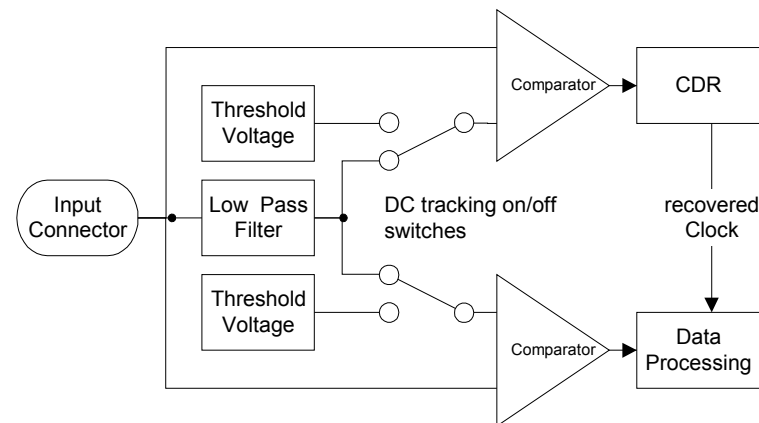 Comparator
CDR
Threshold
Voltage
Input
Connector
Low Pass
Filter
DC tracking on/off
switches
recovered
Clock
Threshold
Voltage
Comparator
Data
Processing